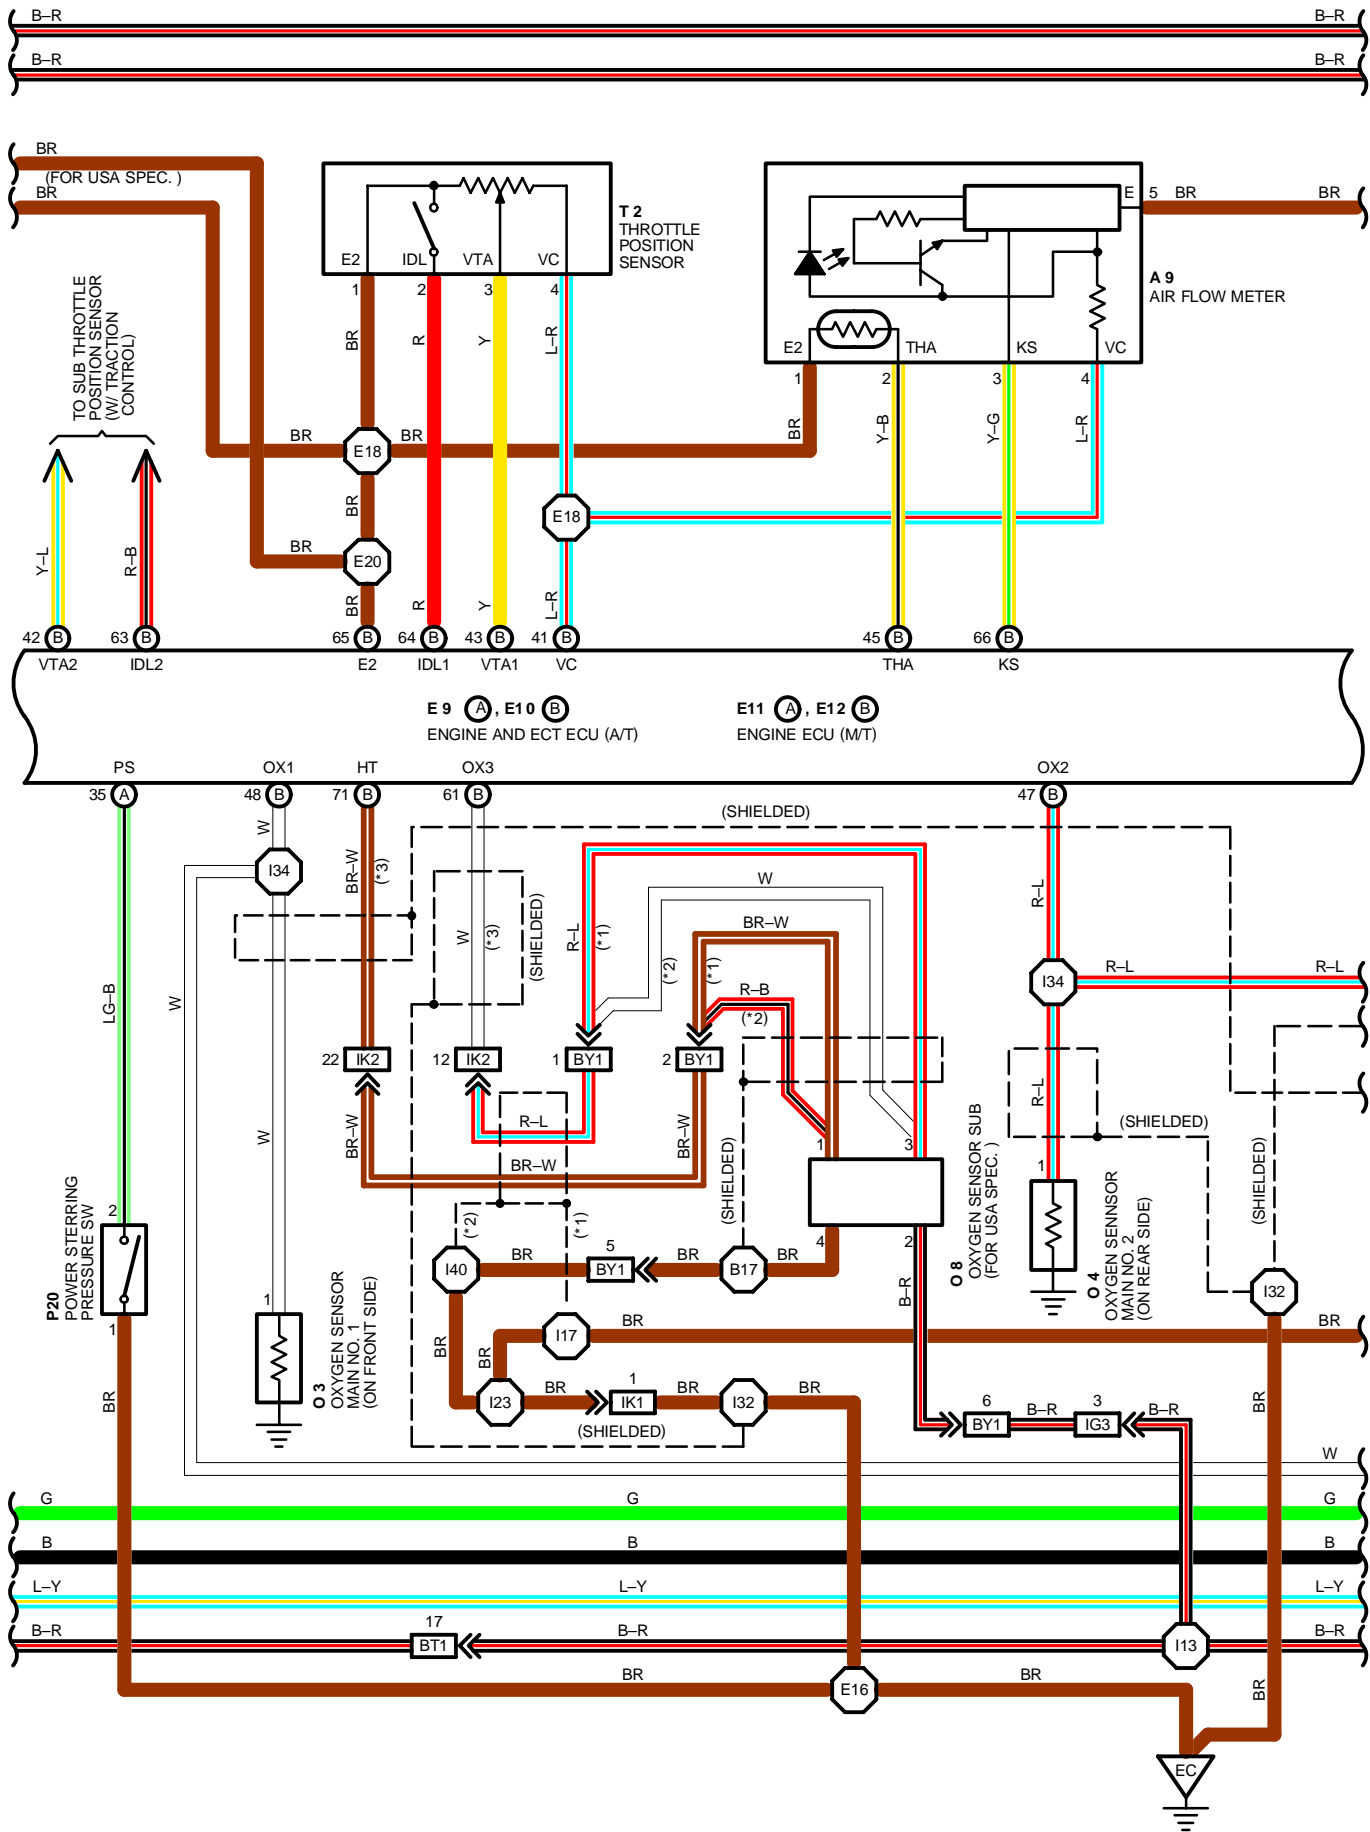 B–R B–R
B–R B–R
BR
(FOR USA SPEC. )
BR
T 2
THROTTLE
POSITION
SENSOR
E2 IDL VTA VC
1 2 3 4
BR R Y L–R
E 5 BR BR
A 9
AIR FLOW METER
E2 THA KS VC
1 2 3 4
BR Y–B Y–G L–R
TO SUB THROTTLE
POSITION SENSOR
(W/ TRACTION
CONTROL)
BR E18 BR
BR E18
BR E20
Y–L R–B BR R Y L–R
42 B 63 B 65 B 64 B 43 B 41 B 45 B 66 B
VTA2 IDL2 E2 IDL1 VTA1 VC THA KS
E 9 A , E10 B
ENGINE AND ECT ECU (A/T)
E11 A , E12 B
ENGINE ECU (M/T)
PS OX1 HT OX3 OX2
35 A 48 B 71 B 61 B 47 B
(SHIELDED)
W I34
BR–W
(*3)
W
(*3)
(SHIELDED)
R–L
(*1)
W
(*2)
BR–W
(*1)
R–B
(*2)
R–L
I34 R–L R–L
LG–B W
22 IK2 12 IK2 1 BY1 2 BY1
R–L
W BR–W BR–W BR–W
(SHIELDED)
1 3
R–L
(SHIELDED)
(SHIELDED)
1
2
P20
POWER STERRING
PRESSURE SW
1
1
O 3
OXYGEN SENSOR
MAIN NO. 1
(ON FRONT SIDE)
(*2) (*1)
5
I40 BR BY1 BR B17 BR
4 2
B–R
O 8
OXYGEN SENSOR SUB
(FOR USA SPEC. )
O 4
OXYGEN SENNSOR
MAIN NO. 2
(ON REAR SIDE)
I32
I17 BR BR
BR BR BR
1
I23 BR IK1 BR I32 BR
(SHIELDED)
6 3
BY1 B–R IG3 B–R
BR
W
G G G
B B B
L–Y L–Y L–Y
17
B–R BT1 B–R I13 B–R
BR E16 BR BR
EC